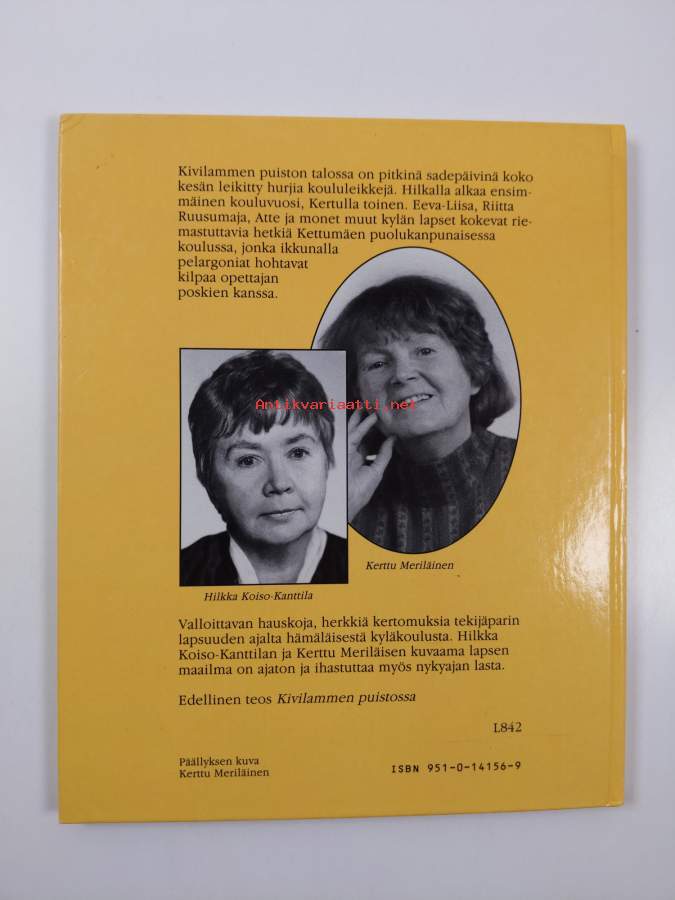 Kivilammen puiston talossa on pitkinä sadepäivinä koko
kesän leikitty hurjia koululeikkejä. Hilkalla alkaa ensim-
mäinen kouluvuosi, Kertulla toinen. Eeva-Liisa, Riitta
Ruusumaja, Atte ja monet muut kylän lapset kokevat rie-
mastuttavia hetkiä Kettumäen puolukanpunaisessa
koulussa, jonka ikkunalla
pelargoniat hohtavat
kilpaa opettajan
poskien kanssa.
Antikvariaatti.net
Kerttu Meriläinen
Hilkka Koiso-Kanttila
Valloittavan hauskoja, herkkiä kertomuksia tekijäparin
lapsuuden ajalta hämäläisestä kyläkoulusta. Hilkka
Koiso-Kanttilan ja Kerttu Meriläisen kuvaama lapsen
maailma on ajaton ja ihastuttaa myös nykyajan lasta.
Edellinen teos Kivilammen puistossa
L842
Päällyksen kuva
Kerttu Meriläinen
ISBN 951-0-14156-9